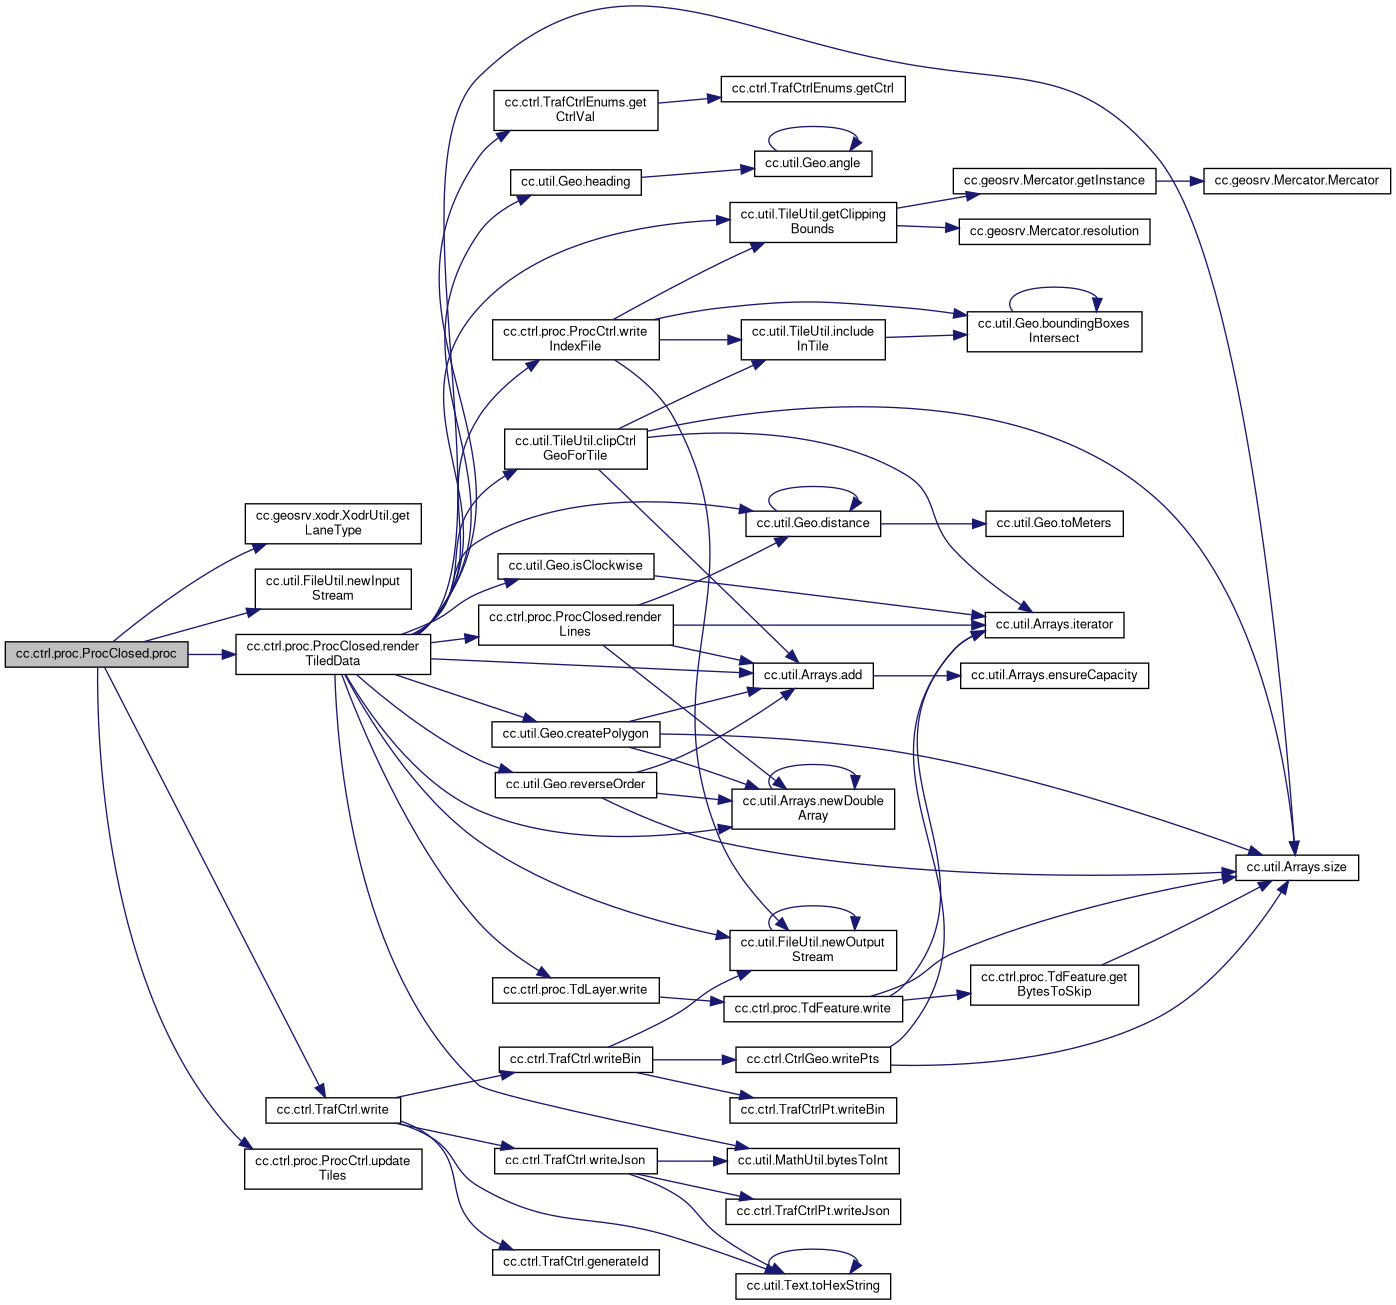 cc.ctrl.proc.ProcClosed.proc
cc.geosrv.xodr.XodrUtil.get
LaneType
cc.util.FileUtil.newInput
Stream
cc.ctrl.proc.ProcClosed.render
TiledData
cc.ctrl.TrafCtrl.write
cc.ctrl.proc.ProcCtrl.update
Tiles
cc.ctrl.TrafCtrlEnums.get
CtrlVal
cc.util.Geo.heading
cc.ctrl.proc.ProcCtrl.write
IndexFile
cc.util.TileUtil.clipCtrl
GeoForTile
cc.util.Geo.isClockwise
cc.ctrl.proc.ProcClosed.render
Lines
cc.util.Geo.createPolygon
cc.util.Geo.reverseOrder
cc.ctrl.proc.TdLayer.write
cc.ctrl.TrafCtrl.writeBin
cc.ctrl.TrafCtrl.writeJson
cc.ctrl.TrafCtrl.generateId
cc.ctrl.TrafCtrlEnums.getCtrl
cc.util.Geo.angle
cc.util.TileUtil.getClipping
Bounds
cc.util.TileUtil.include
InTile
cc.util.Geo.distance
cc.util.Arrays.add
cc.util.Arrays.newDouble
Array
cc.util.FileUtil.newOutput
Stream
cc.ctrl.proc.TdFeature.write
cc.ctrl.CtrlGeo.writePts
cc.ctrl.TrafCtrlPt.writeBin
cc.util.MathUtil.bytesToInt
cc.ctrl.TrafCtrlPt.writeJson
cc.util.Text.toHexString
cc.geosrv.Mercator.getInstance
cc.geosrv.Mercator.resolution
cc.util.Geo.boundingBoxes
Intersect
cc.util.Geo.toMeters
cc.util.Arrays.iterator
cc.util.Arrays.ensureCapacity
cc.ctrl.proc.TdFeature.get
BytesToSkip
cc.geosrv.Mercator.Mercator
cc.util.Arrays.size